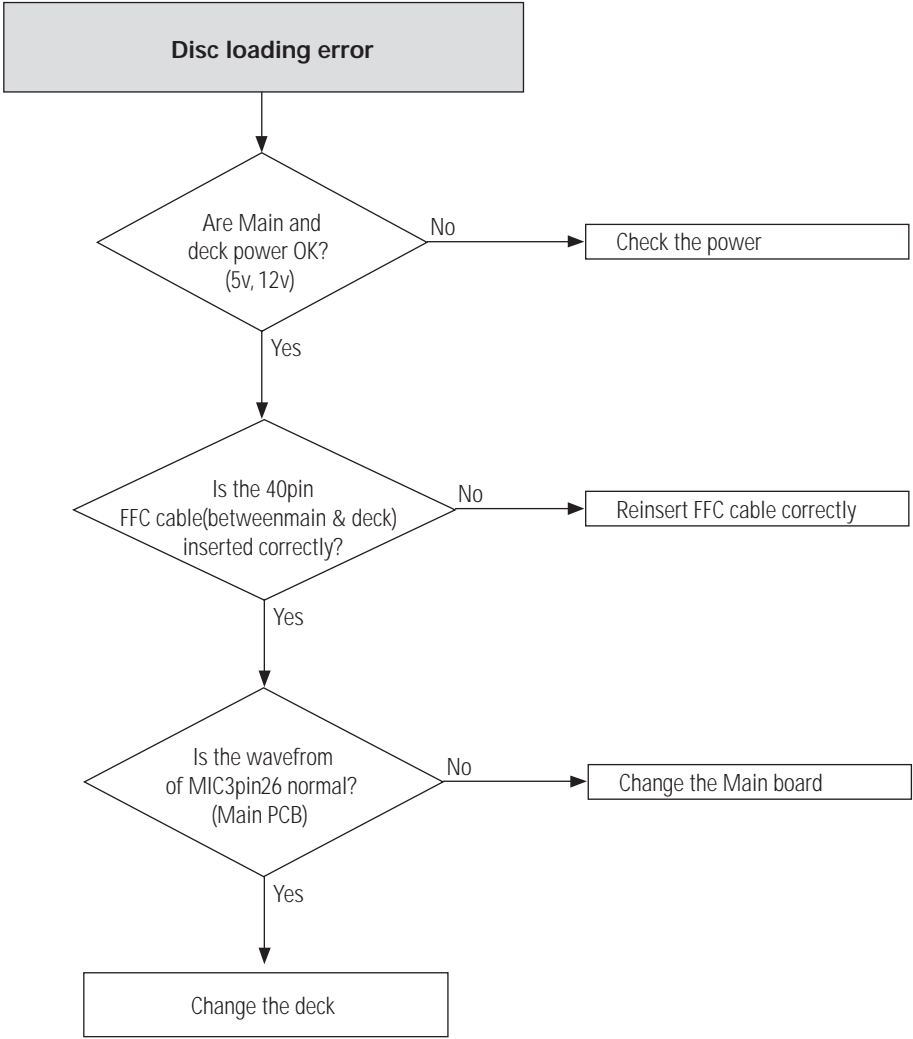 Disc loading error
Are Main and
deck power OK?
(5v, 12v)
No
Check the power
Yes
Is the 40pin
FFC cable(betweenmain & deck)
inserted correctly?
No
Reinsert FFC cable correctly
Yes
Is the wavefrom
of MIC3pin26 normal?
(Main PCB)
No
Change the Main board
Yes
Change the deck